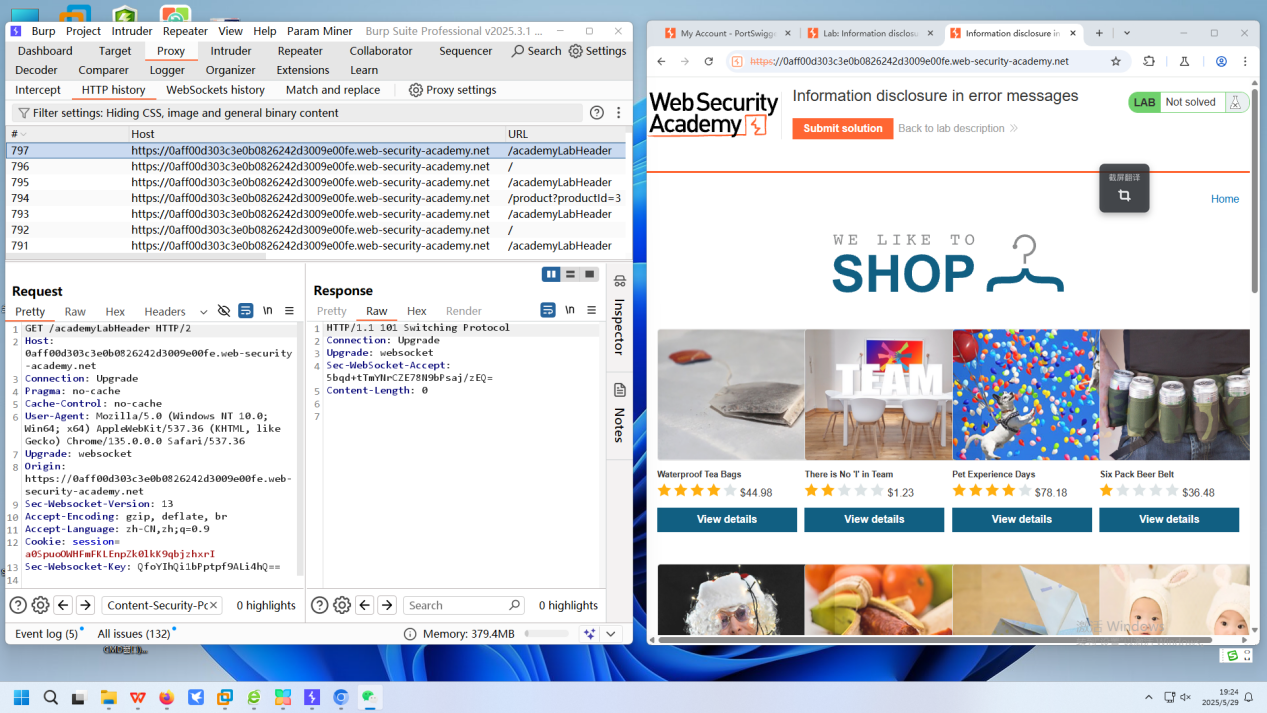 Burp Project Intruder Repeater View Help Param Miner Burp Suite Professional v2025.3.1 ...
Dashboard Target Proxy Intruder Repeater Collaborator Sequencer Search Settings
Decoder Comparer Logger Organizer Extensions Learn
Intercept HTTP history WebSockets history Match and replace Proxy settings
Filter settings: Hiding CSS, image and general binary content
# Host URL
797 https://0aff00d303c3e0b0826242d3009e00fe.web-security-academy.net /academyLabHeader
796 https://0aff00d303c3e0b0826242d3009e00fe.web-security-academy.net /
795 https://0aff00d303c3e0b0826242d3009e00fe.web-security-academy.net /academyLabHeader
794 https://0aff00d303c3e0b0826242d3009e00fe.web-security-academy.net /product?productId=3
793 https://0aff00d303c3e0b0826242d3009e00fe.web-security-academy.net /academyLabHeader
792 https://0aff00d303c3e0b0826242d3009e00fe.web-security-academy.net /
791 https://0aff00d303c3e0b0826242d3009e00fe.web-security-academy.net /academyLabHeader
Request
Pretty Raw Hex Headers \n
1 GET /academyLabHeader HTTP/2
2 Host:
0aff00d303c3e0b0826242d3009e00fe.web-security
-academy.net
3 Connection: Upgrade
4 Pragma: no-cache
5 Cache-Control: no-cache
6 User-Agent: Mozilla/5.0 (Windows NT 10.0;
Win64; x64) AppleWebKit/537.36 (KHTML, like
Gecko) Chrome/135.0.0.0 Safari/537.36
7 Upgrade: websocket
8 Origin:
https://0aff00d303c3e0b0826242d3009e00fe.web-
security-academy.net
9 Sec-Websocket-Version: 13
10 Accept-Encoding: gzip, deflate, br
11 Accept-Language: zh-CN,zh;q=0.9
12 Cookie: session=
a0SpuoOWHFmFKLEnpZk0IkK9qbjzhxrI
13 Sec-Websocket-Key: QfoYIhQi1bPptpf9ALi4hQ==
14
Content-Security-Pc 0 highlights
Response
Pretty Raw Hex Render \n
1 HTTP/1.1 101 Switching Protocol
2 Connection: Upgrade
3 Upgrade: websocket
4 Sec-WebSocket-Accept:
5bqd+tTmYNrCZE78N9bPsaj/zEQ=
5 Content-Length: 0
6
7
Search 0 highlights
Inspector
Notes
Event log (5) All issues (132) Memory: 379.4MB
My Account - PortSwigge Lab: Information disclosu Information disclosure in
https://0aff00d303c3e0b0826242d3009e00fe.web-security-academy.net
WebSecurity
Academy
Information disclosure in error messages
Submit solution Back to lab description
LAB Not solved
截屏翻译
Home
WE LIKE TO
SHOP
TEAM
Waterproof Tea Bags There is No 'I' in Team Pet Experience Days Six Pack Beer Belt
$44.98 $1.23 $78.18 $36.48
View details View details View details View details
激活 Windows
19:24
2025/5/29